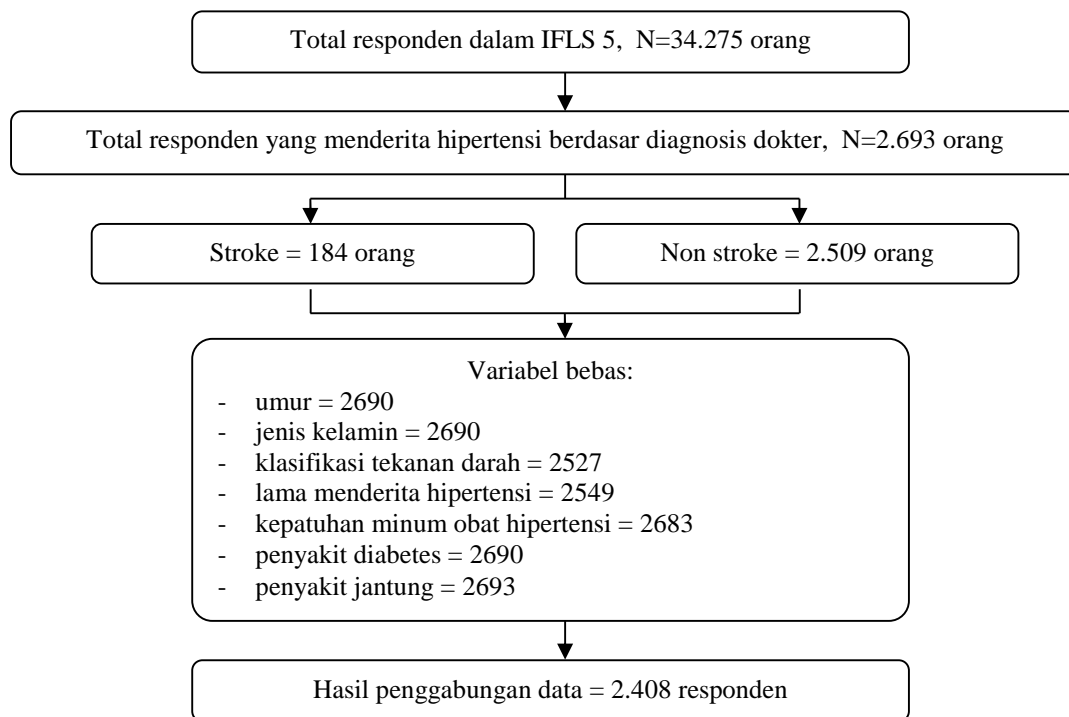 Total responden dalam IFLS 5, N=34.275 orang
Total responden yang menderita hipertensi berdasar diagnosis dokter, N=2.693 orang
Stroke = 184 orang
Non stroke = 2.509 orang
Variabel bebas:
- umur = 2690
- jenis kelamin = 2690
- klasifikasi tekanan darah = 2527
- lama menderita hipertensi = 2549
- kepatuhan minum obat hipertensi = 2683
- penyakit diabetes = 2690
- penyakit jantung = 2693
Hasil penggabungan data = 2.408 responden